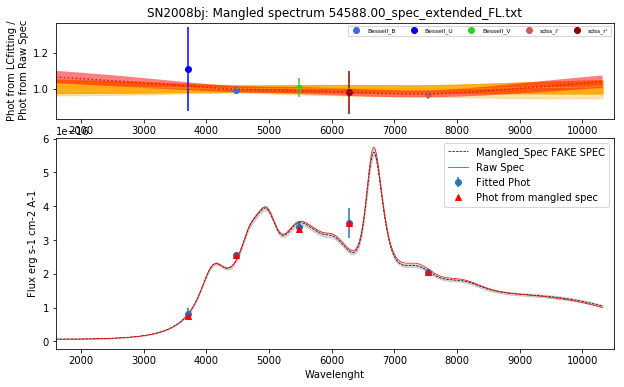 SN2008bj: Mangled spectrum 54588.00_spec_extended_FL.txt
Phot from LCfitting /
Phot from Raw Spec
1.2
1.0
Bessell_B
Bessell_U
Bessell_V
sdss_i'
sdss_r'
2000 3000 4000 5000 6000 7000 8000 9000 10000
1e−16
Flux erg s-1 cm-2 A-1
6
5
4
3
2
1
0
Mangled_Spec FAKE SPEC
Raw Spec
Fitted Phot
Phot from mangled spec
2000 3000 4000 5000 6000 7000 8000 9000 10000
Wavelenght